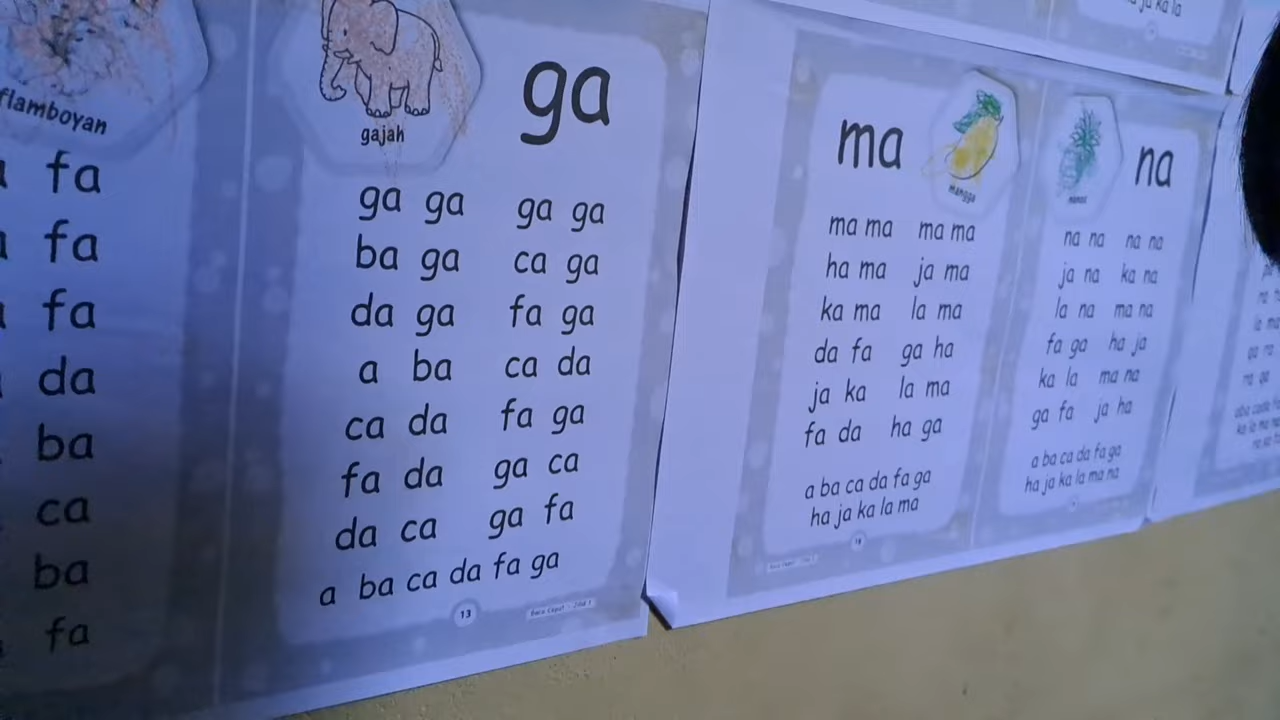 flamboyan
fa
fa
fa
da
ba
ca
ba
fa
gajah
ga
ga ga ga ga
ba ga ca ga
da ga fa ga
a ba ca da
ca da fa ga
fa da ga ca
da ca ga fa
a ba ca da fa ga
13
ma
mangga
ma ma ma ma
ha ma ja ma
ka ma la ma
da fa ga ha
ja ka la ma
fa da ha ga
a ba ca da fa ga
ha ja ka la ma
na
nanas
na na na na
ja na ka na
la na ma na
fa ga ha ja
ka la ma na
ga fa ja ha
a ba ca da fa ga
ha ja ka la ma na